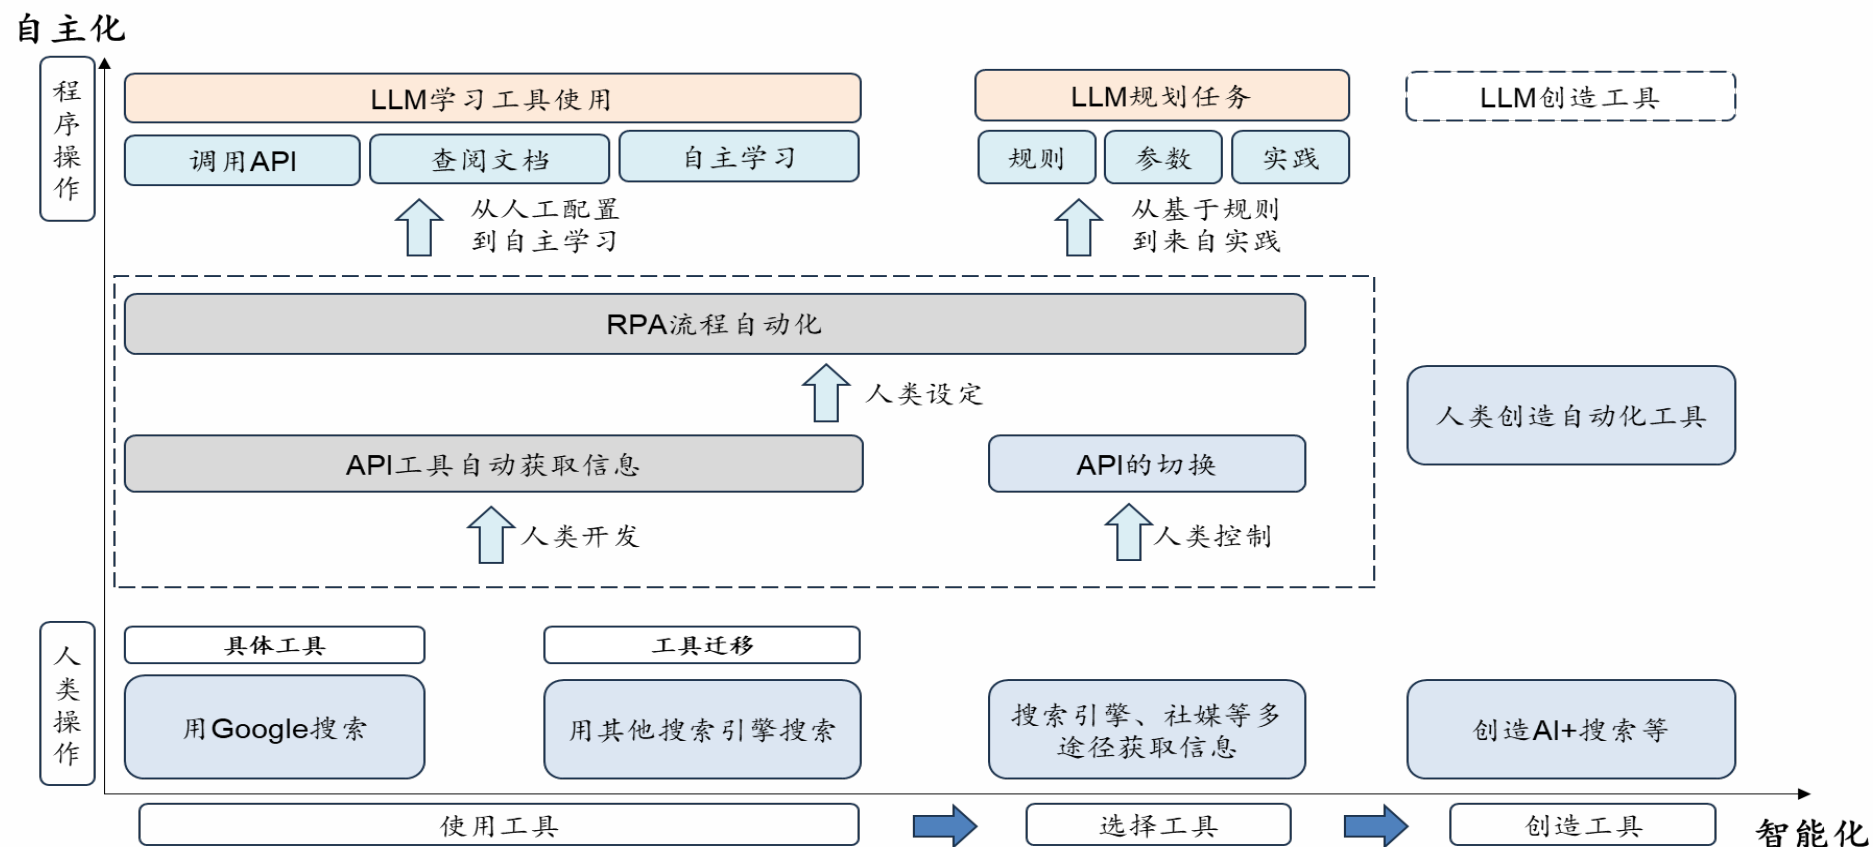 自主化
程序操作
LLM学习工具使用
LLM规划任务
LLM创造工具
调用API
查阅文档
自主学习
规则
参数
实践
从人工配置
到自主学习
从基于规则
到来自实践
RPA流程自动化
人类设定
人类创造自动化工具
API工具自动获取信息
API的切换
人类开发
人类控制
人类操作
具体工具
工具迁移
用Google搜索
用其他搜索引擎搜索
搜索引擎、社媒等多
途径获取信息
创造AI+搜索等
使用工具
选择工具
创造工具
智能化